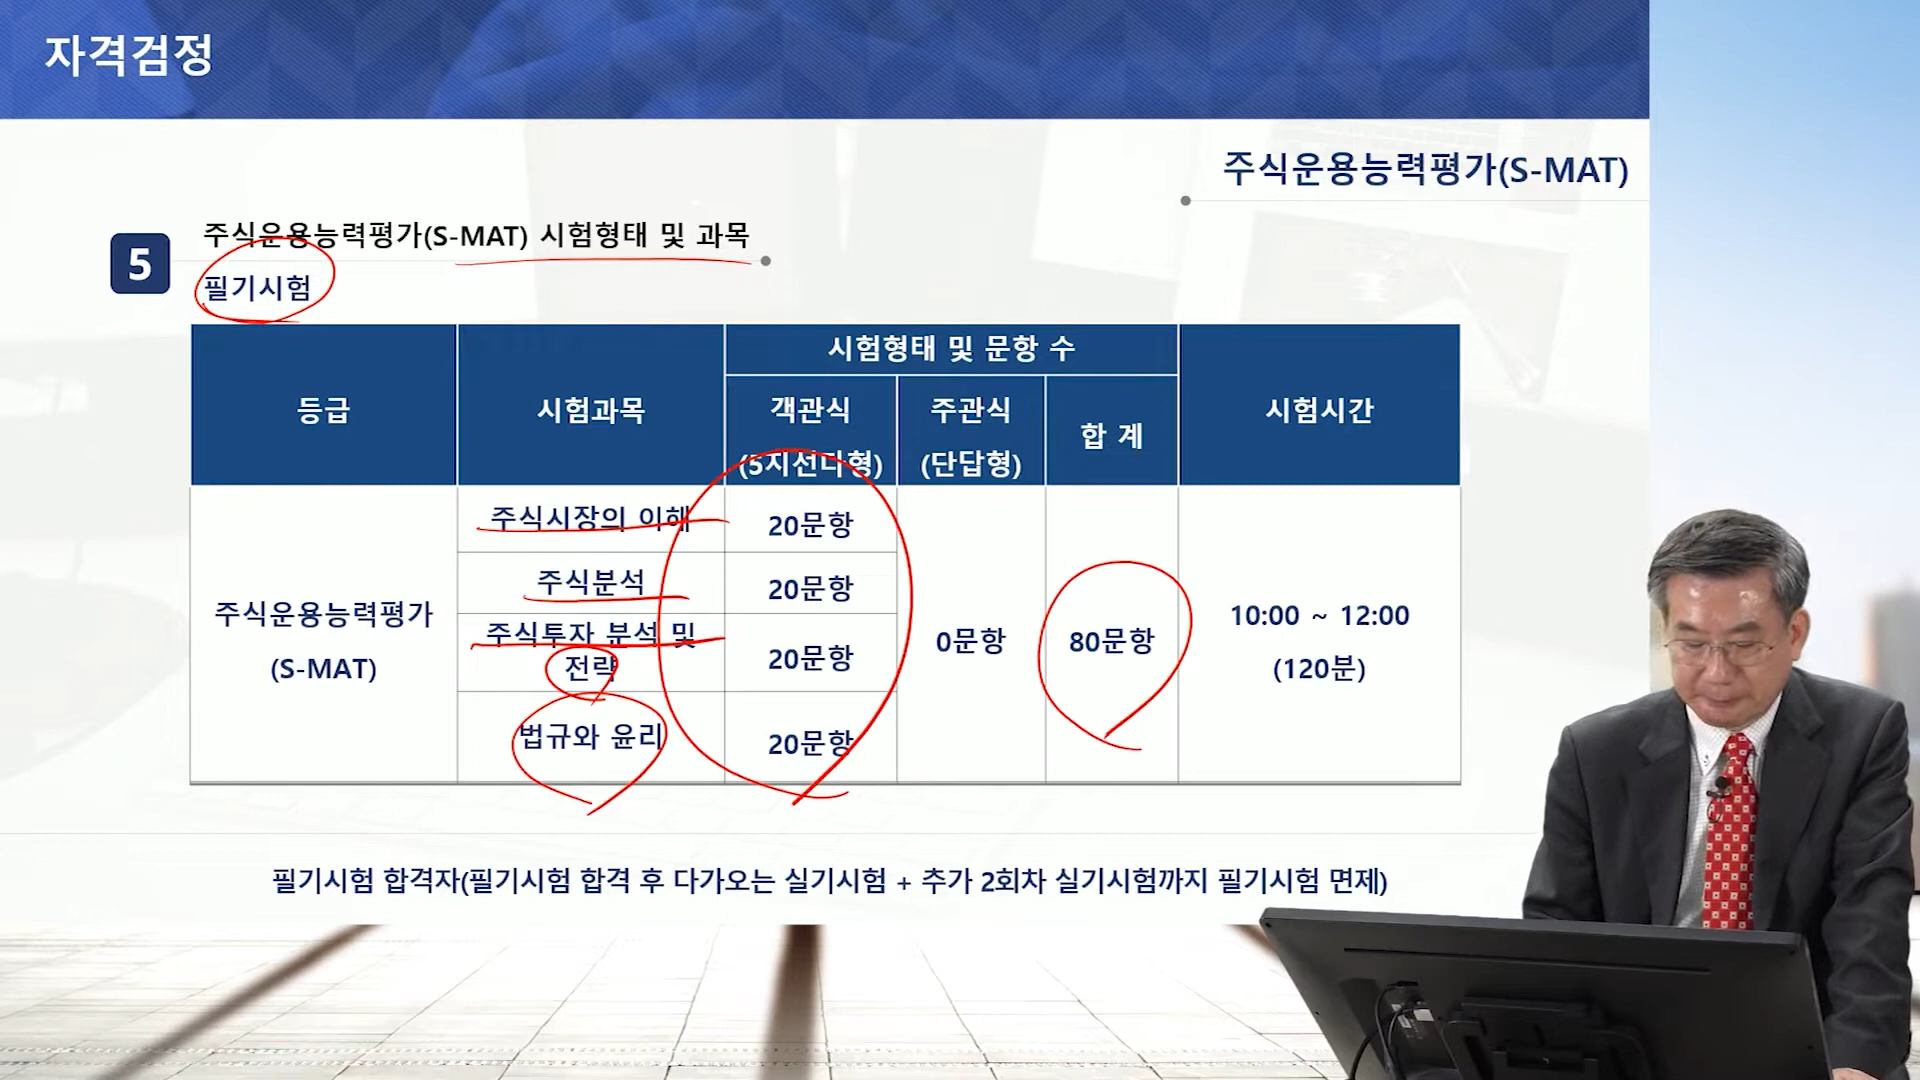 자격검정
주식운용능력평가(S-MAT)
5
주식운용능력평가(S-MAT) 시험형태 및 과목
필기시험
등급
시험과목
시험형태 및 문항 수
객관식
(5지선다형)
주관식
(단답형)
합 계
시험시간
주식운용능력평가
(S-MAT)
주식시장의 이해
20문항
주식분석
20문항
주식투자 분석 및
전략
20문항
법규와 윤리
20문항
0문항
80문항
10:00 ~ 12:00
(120분)
필기시험 합격자(필기시험 합격 후 다가오는 실기시험 + 추가 2회차 실기시험까지 필기시험 면제)